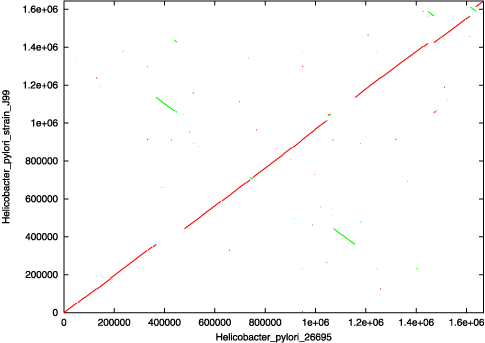 1.6e+06
1.4e+06
1.2e+06
1e+06
800000
600000
400000
200000
0
Helicobacter_pylori_strain_J99
0 200000 400000 600000 800000 1e+06 1.2e+06 1.4e+06 1.6e+06
Helicobacter_pylori_26695